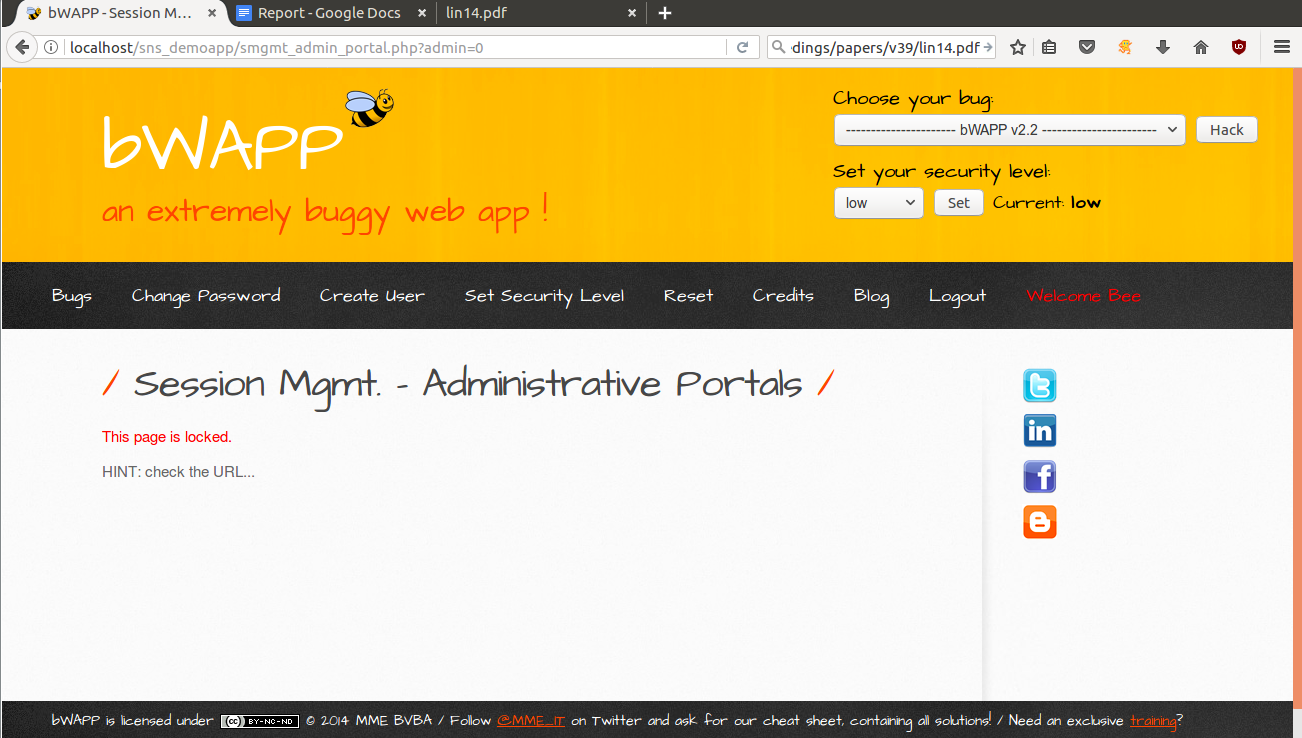 bWAPP - Session M... × Report - Google Docs × lin14.pdf × +
localhost/sns_demoapp/smgmt_admin_portal.php?admin=0 dings/papers/v39/lin14.pdf
bWAPP
an extremely buggy web app !
Choose your bug:
---------------------- bWAPP v2.2 ----------------------- Hack
Set your security level:
low Set Current: low
Bugs Change Password Create User Set Security Level Reset Credits Blog Logout Welcome Bee
/ Session Mgmt. - Administrative Portals /
This page is locked.
HINT: check the URL...
bWAPP is licensed under (cc) BY-NC-ND © 2014 MME BVBA / Follow @MME_IT on Twitter and ask for our cheat sheet, containing all solutions! / Need an exclusive training?